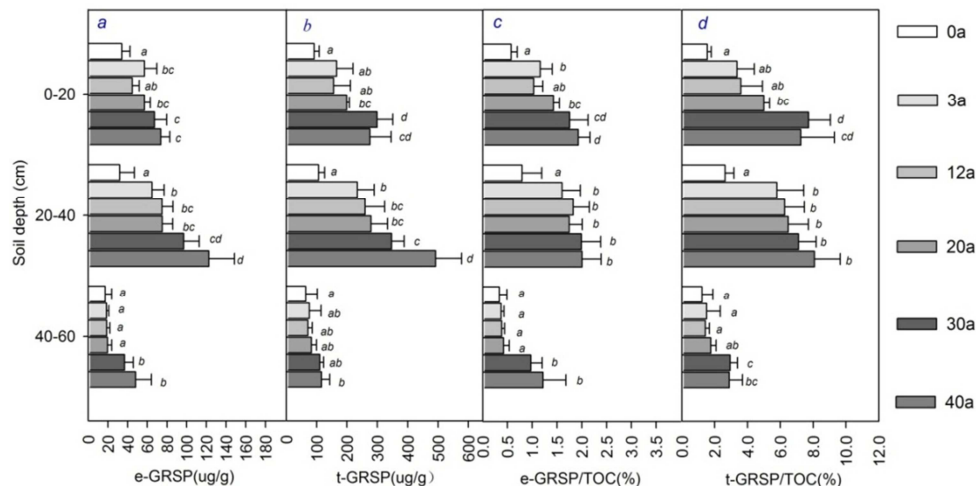 a
b
c
d
0a
3a
12a
20a
30a
40a
Soil depth (cm)
0-20
a
bc
ab
bc
c
c
a
ab
ab
bc
d
cd
a
b
ab
bc
cd
d
a
ab
ab
bc
d
cd
20-40
a
b
bc
bc
cd
d
a
b
bc
bc
c
d
a
b
b
b
b
b
a
b
b
b
b
b
40-60
a
a
a
a
b
b
a
ab
ab
ab
ab
b
a
a
a
a
b
b
a
a
a
ab
c
bc
0 20 40 60 80 100 120 140 160 180
0 100 200 300 400 500 600
0.0 0.5 1.0 1.5 2.0 2.5 3.0 3.5
0.0 2.0 4.0 6.0 8.0 10.0 12.0
e-GRSP(ug/g)
t-GRSP(ug/g)
e-GRSP/TOC(%)
t-GRSP/TOC(%)